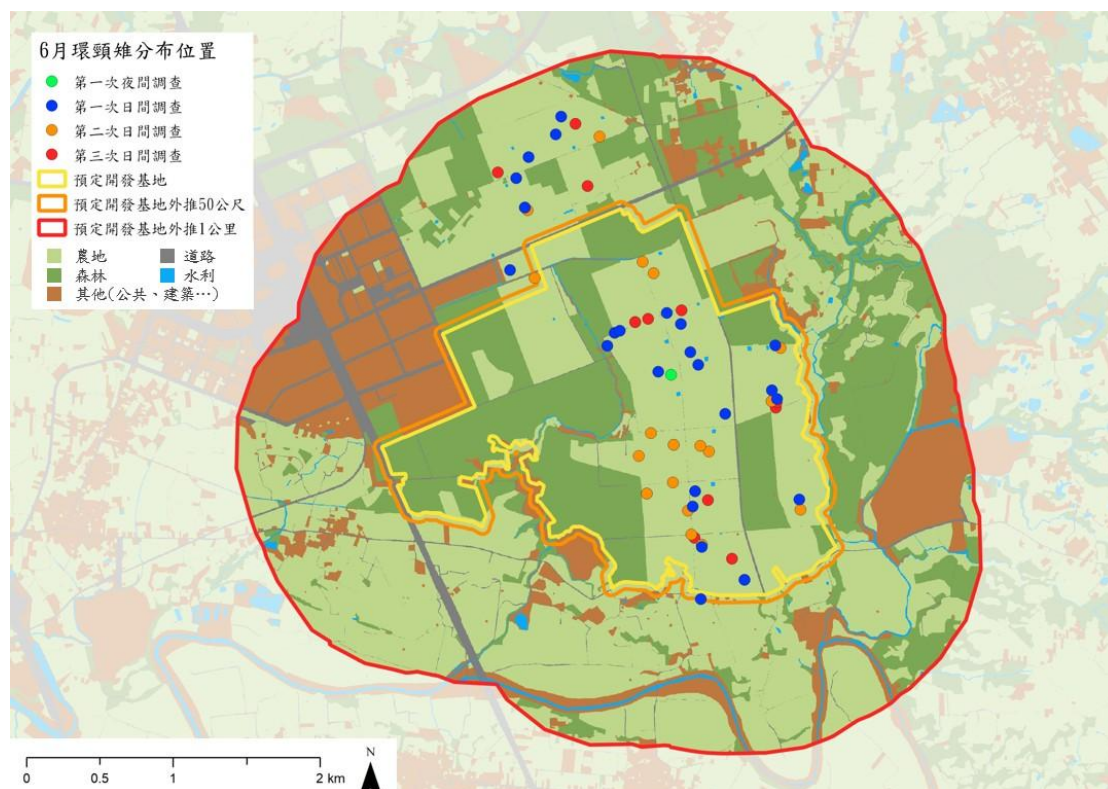 6月環頸雉分布位置
第一次夜間調查
第一次日間調查
第二次日間調查
第三次日間調查
預定開發基地
預定開發基地外推50公尺
預定開發基地外推1公里
農地 道路
森林 水利
其他(公共、建築…)
N
0 0.5 1 2 km